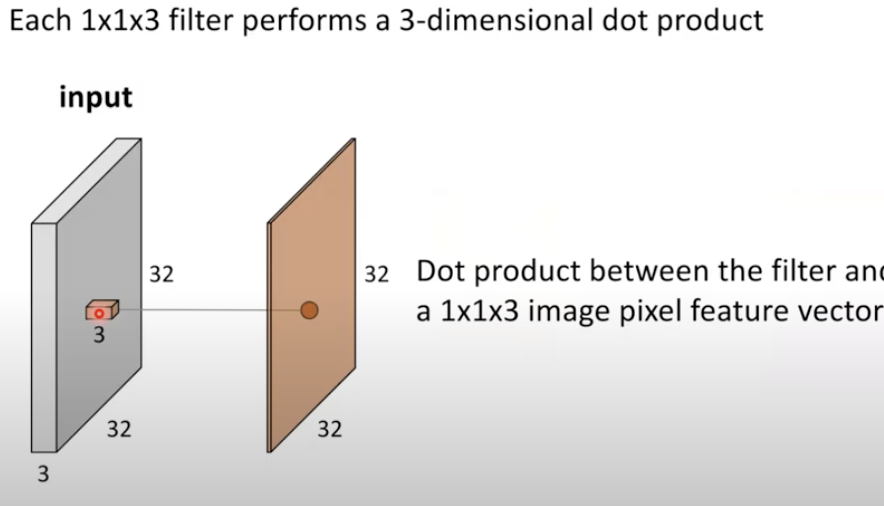 Each 1x1x3 filter performs a 3-dimensional dot product
input
32
32
Dot product between the filter and
a 1x1x3 image pixel feature vector
3
32
32
3